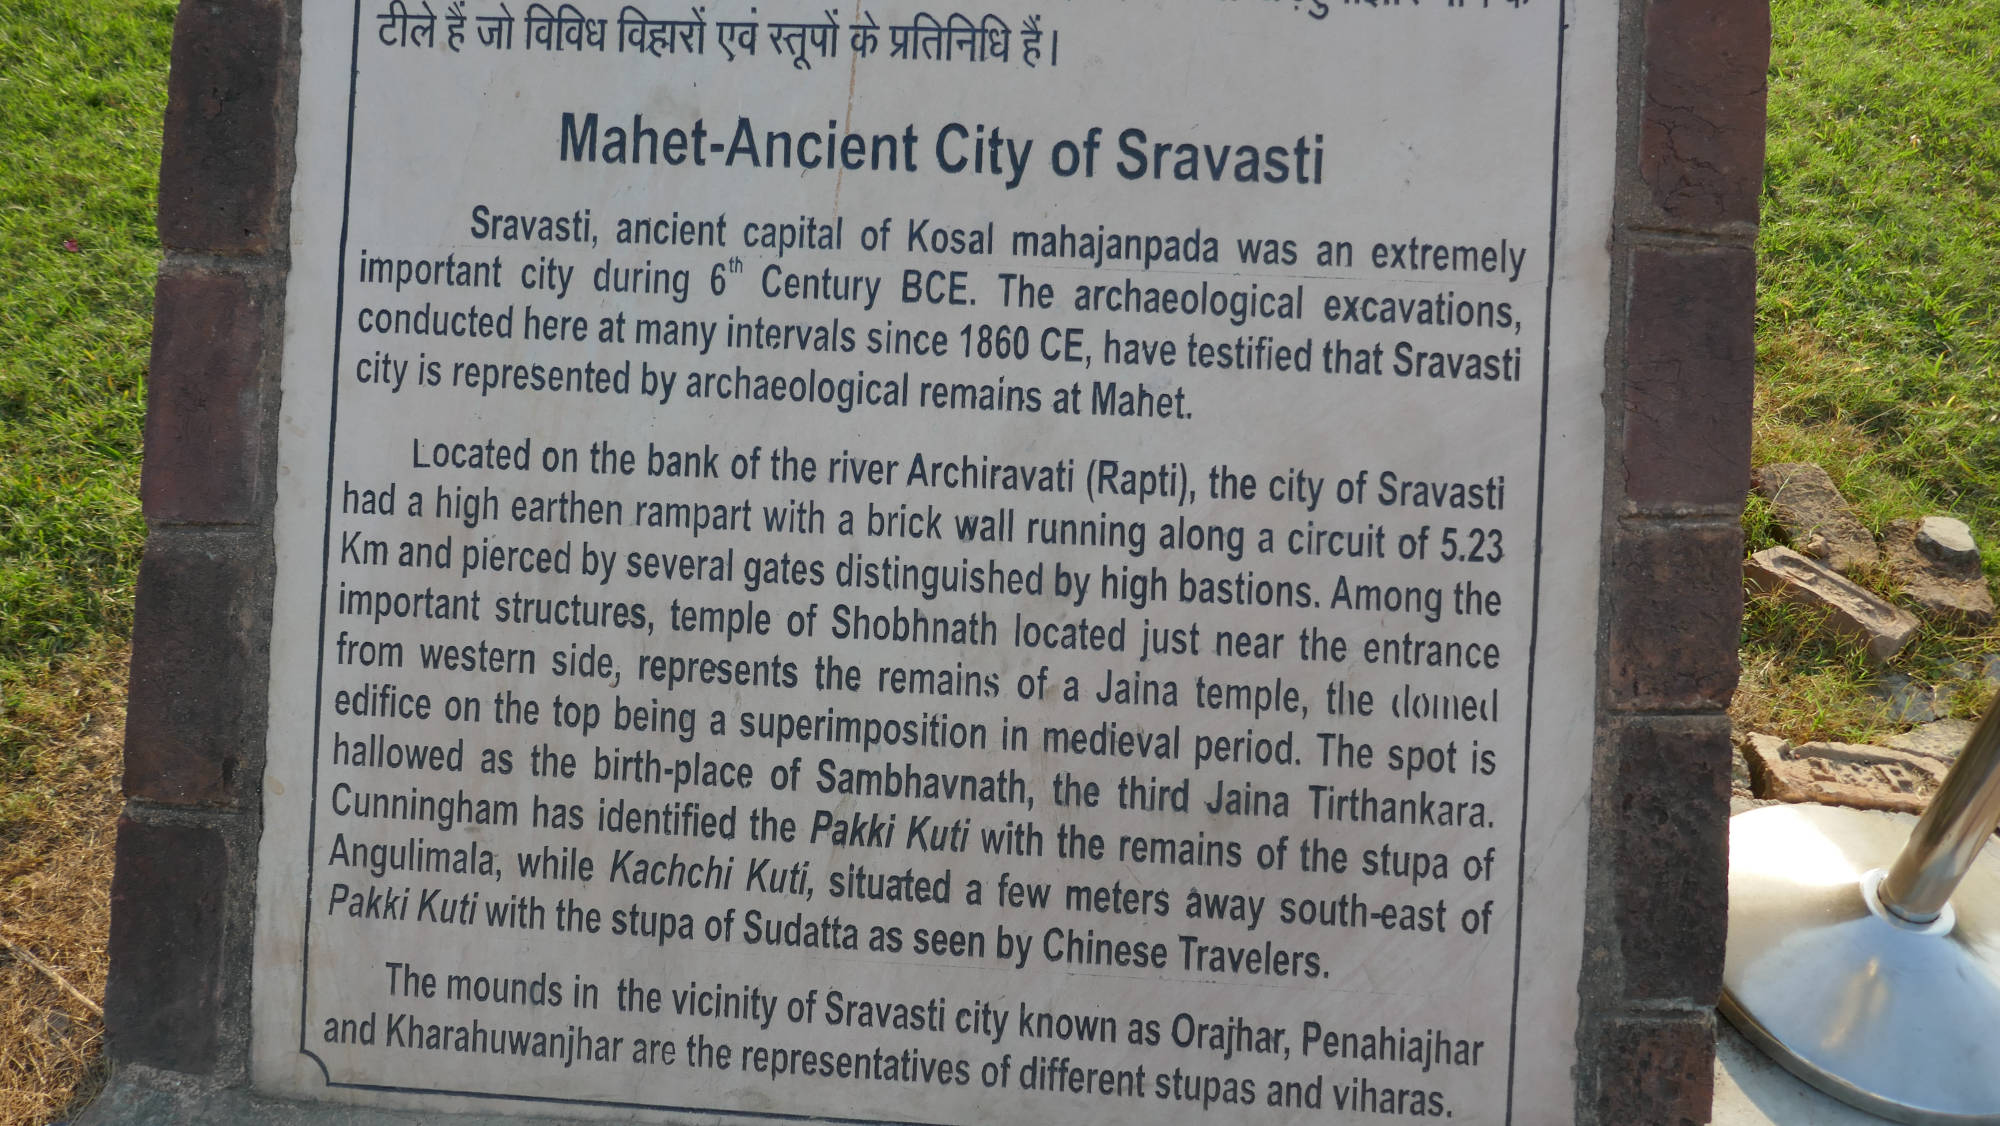 टीले हैं जो विविध विहारों एवं स्तूपों के प्रतिनिधि हैं।
Mahet-Ancient City of Sravasti
Sravasti, ancient capital of Kosal mahajanpada was an extremely
important city during 6th Century BCE. The archaeological excavations,
conducted here at many intervals since 1860 CE, have testified that Sravasti
city is represented by archaeological remains at Mahet.
Located on the bank of the river Archiravati (Rapti), the city of Sravasti
had a high earthen rampart with a brick wall running along a circuit of 5.23
Km and pierced by several gates distinguished by high bastions. Among the
important structures, temple of Shobhnath located just near the entrance
from western side, represents the remains of a Jaina temple, the domed
edifice on the top being a superimposition in medieval period. The spot is
hallowed as the birth-place of Sambhavnath, the third Jaina Tirthankara.
Cunningham has identified the Pakki Kuti with the remains of the stupa of
Angulimala, while Kachchi Kuti, situated a few meters away south-east of
Pakki Kuti with the stupa of Sudatta as seen by Chinese Travelers.
The mounds in the vicinity of Sravasti city known as Orajhar, Penahiajhar
and Kharahuwanjhar are the representatives of different stupas and viharas.